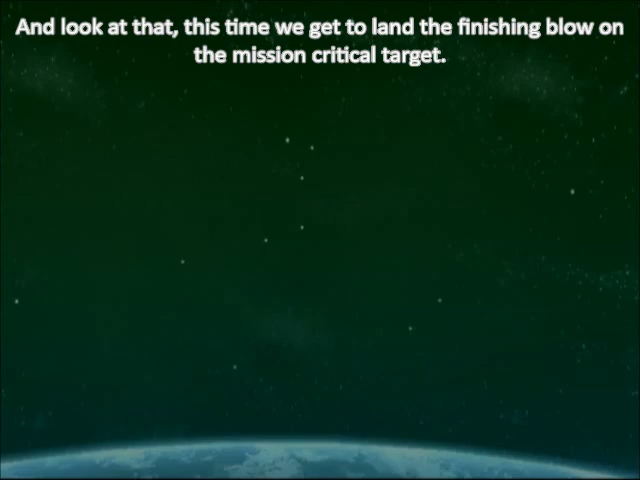 And look at that, this time we get to land the finishing blow on
the mission critical target.